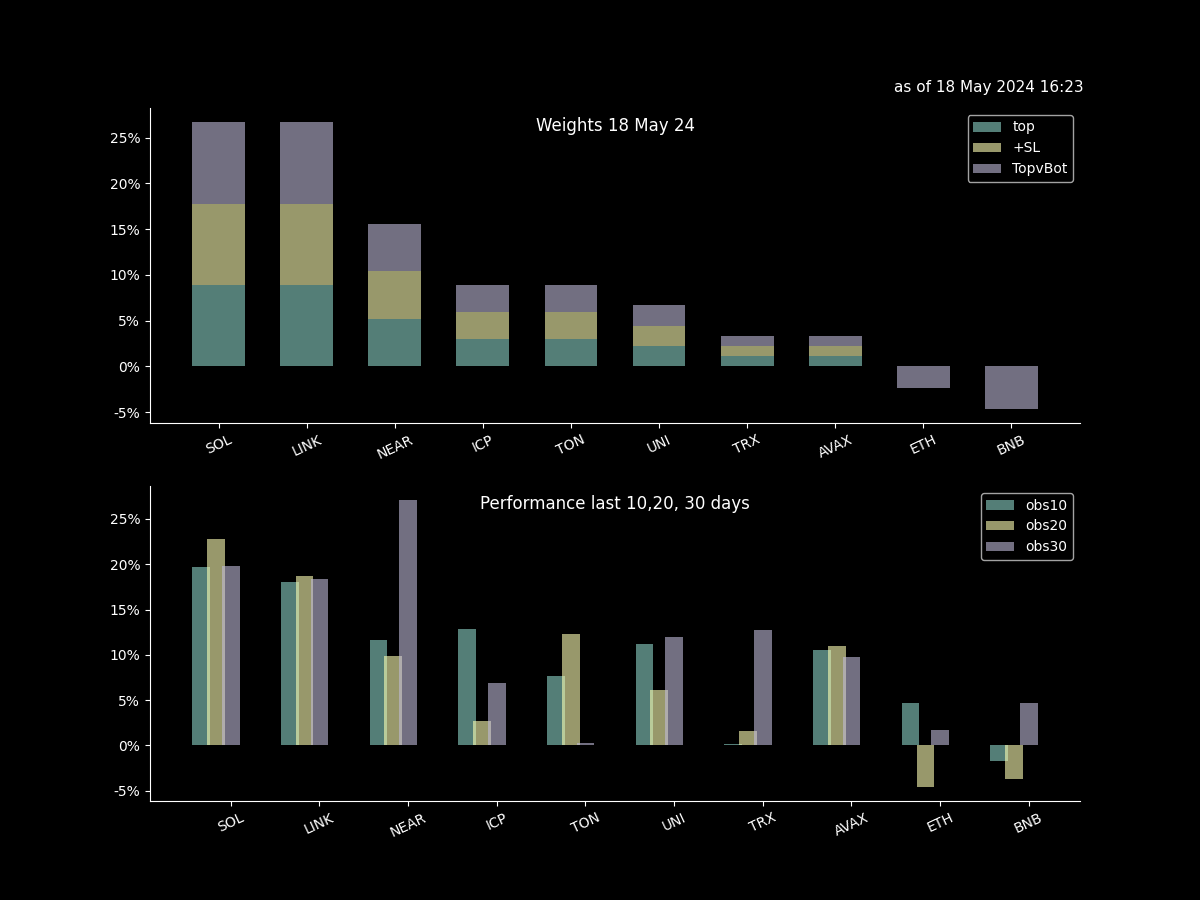 as of 18 May 2024 16:23
Weights 18 May 24
top
+SL
TopvBot
25%
20%
15%
10%
5%
0%
-5%
SOL LINK NEAR ICP TON UNI TRX AVAX ETH BNB
Performance last 10,20, 30 days
obs10
obs20
obs30
25%
20%
15%
10%
5%
0%
-5%
SOL LINK NEAR ICP TON UNI TRX AVAX ETH BNB